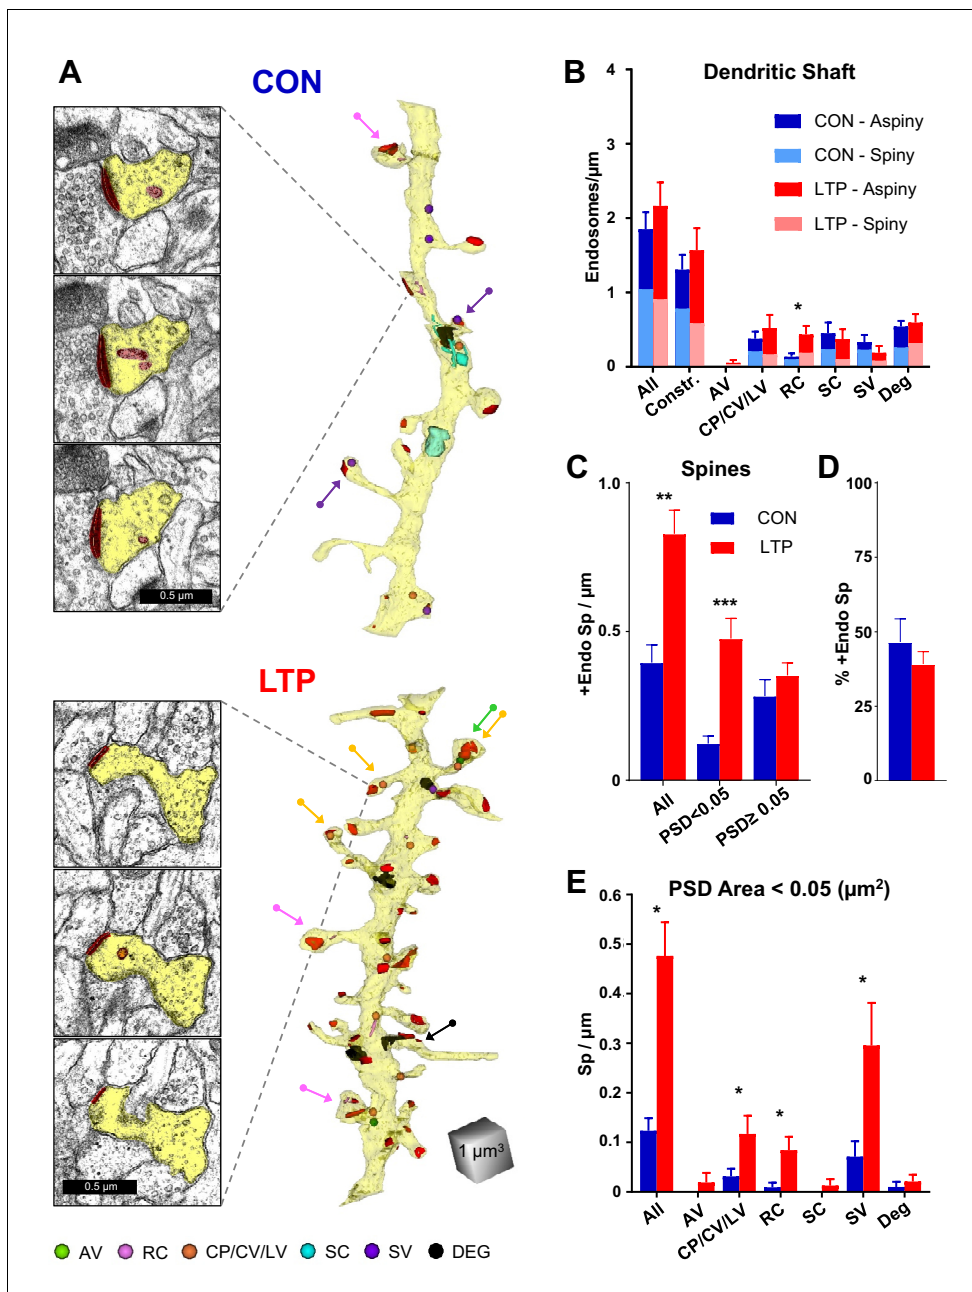 A
CON
0.5 µm
LTP
0.5 µm
1 µm³
AV
RC
CP/CV/LV
SC
SV
DEG
B
Dendritic Shaft
Endosomes/µm
4
3
2
1
0
CON - Aspiny
CON - Spiny
LTP - Aspiny
LTP - Spiny
*
All
Constr.
AV
CP/CV/LV
RC
SC
SV
Deg
C
Spines
+Endo Sp / µm
1.0
0.5
0
**
***
CON
LTP
All
PSD<0.05
PSD≥ 0.05
D
% +Endo Sp
100
75
50
25
0
E
PSD Area < 0.05 (µm²)
Sp / µm
0.6
0.5
0.4
0.3
0.2
0.1
0
*
*
*
*
All
AV
CP/CV/LV
RC
SC
SV
Deg